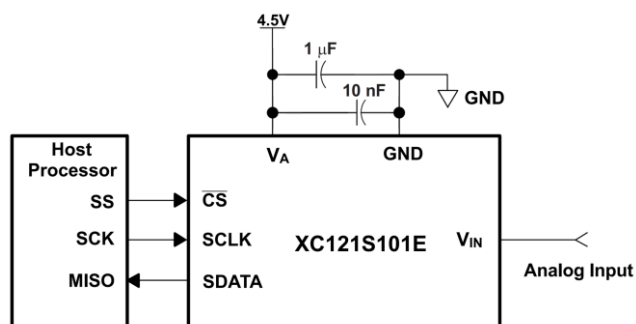 4.5V
1 μF
10 nF
GND
Host
Processor
VA
GND
SS
CS
SCK
SCLK
XC121S101E
VIN
MISO
SDATA
Analog Input